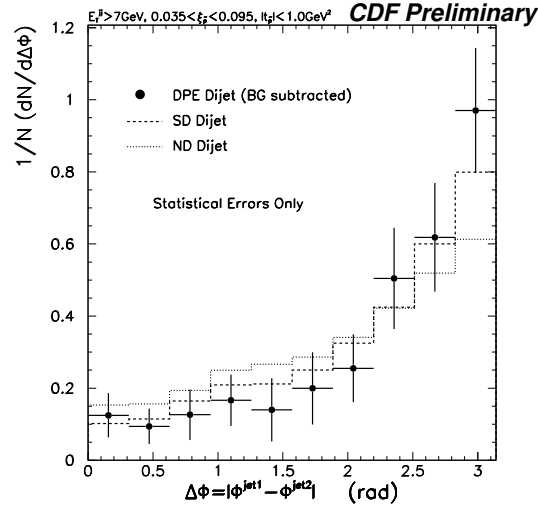 E_T^jj>7GeV, 0.035<ξ_p̄<0.095, |t_p̄|<1.0GeV²
CDF Preliminary
1/N (dN/dΔΦ)
1.2
1
0.8
0.6
0.4
0.2
0
DPE Dijet (BG subtracted)
SD Dijet
ND Dijet
Statistical Errors Only
0 0.5 1 1.5 2 2.5 3
ΔΦ=|Φ^jet1−Φ^jet2| (rad)